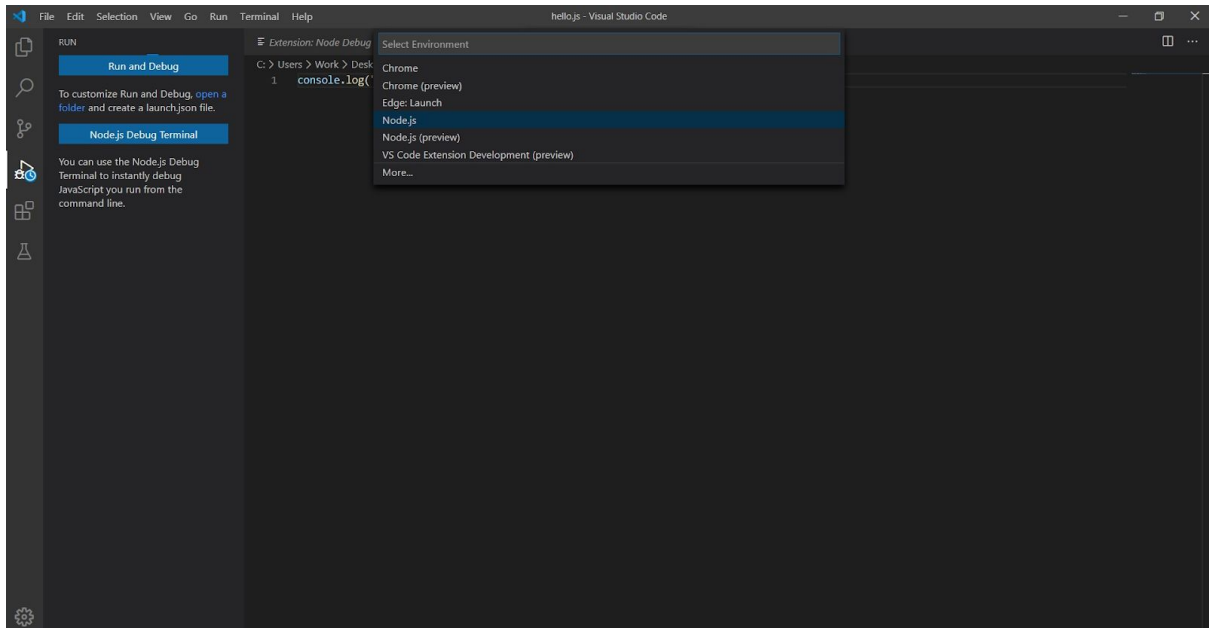 File Edit Selection View Go Run Terminal Help
hello.js - Visual Studio Code
RUN
Run and Debug
To customize Run and Debug, open a
folder and create a launch.json file.
Node.js Debug Terminal
You can use the Node.js Debug
Terminal to instantly debug
JavaScript you run from the
command line.
Extension: Node Debug
C: > Users > Work > Desk
1 console.log(
Select Environment
Chrome
Chrome (preview)
Edge: Launch
Node.js
Node.js (preview)
VS Code Extension Development (preview)
More...